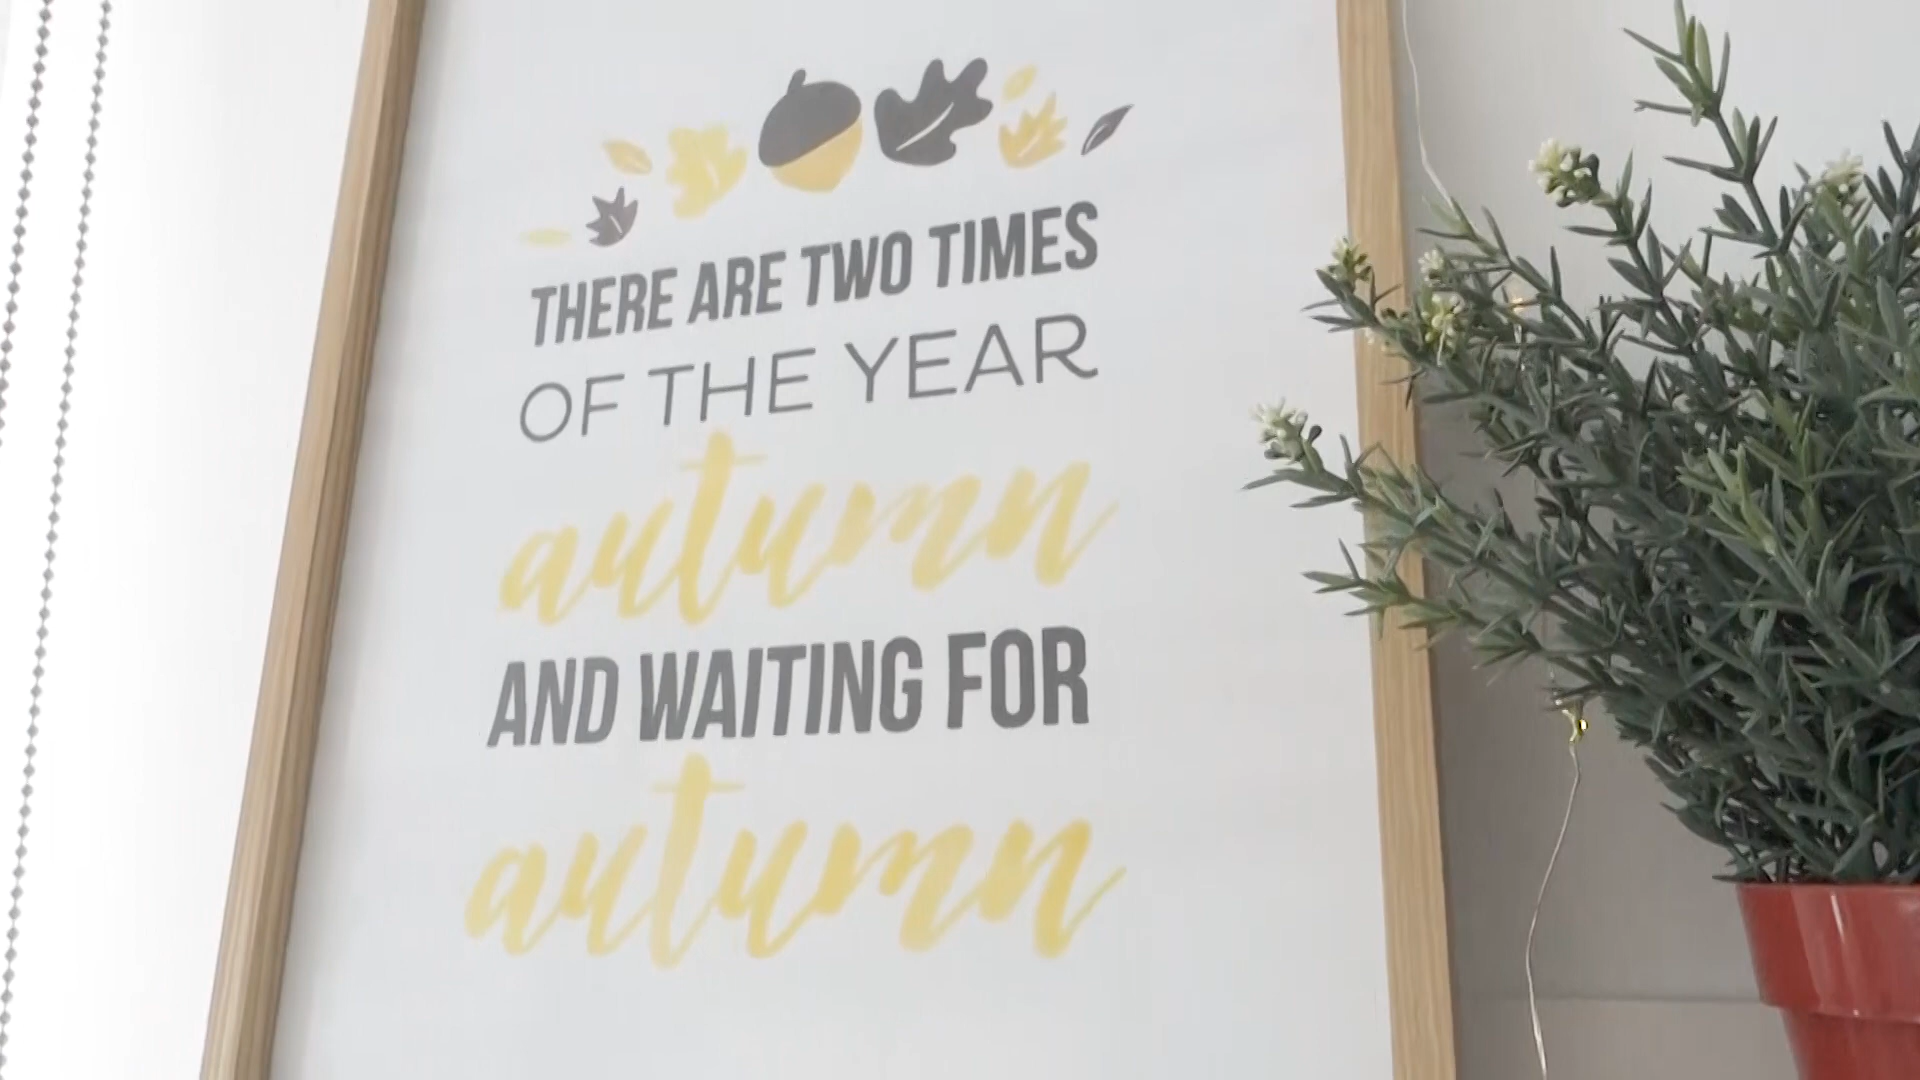 THERE ARE TWO TIMES
OF THE YEAR
autumn
AND WAITING FOR
autumn